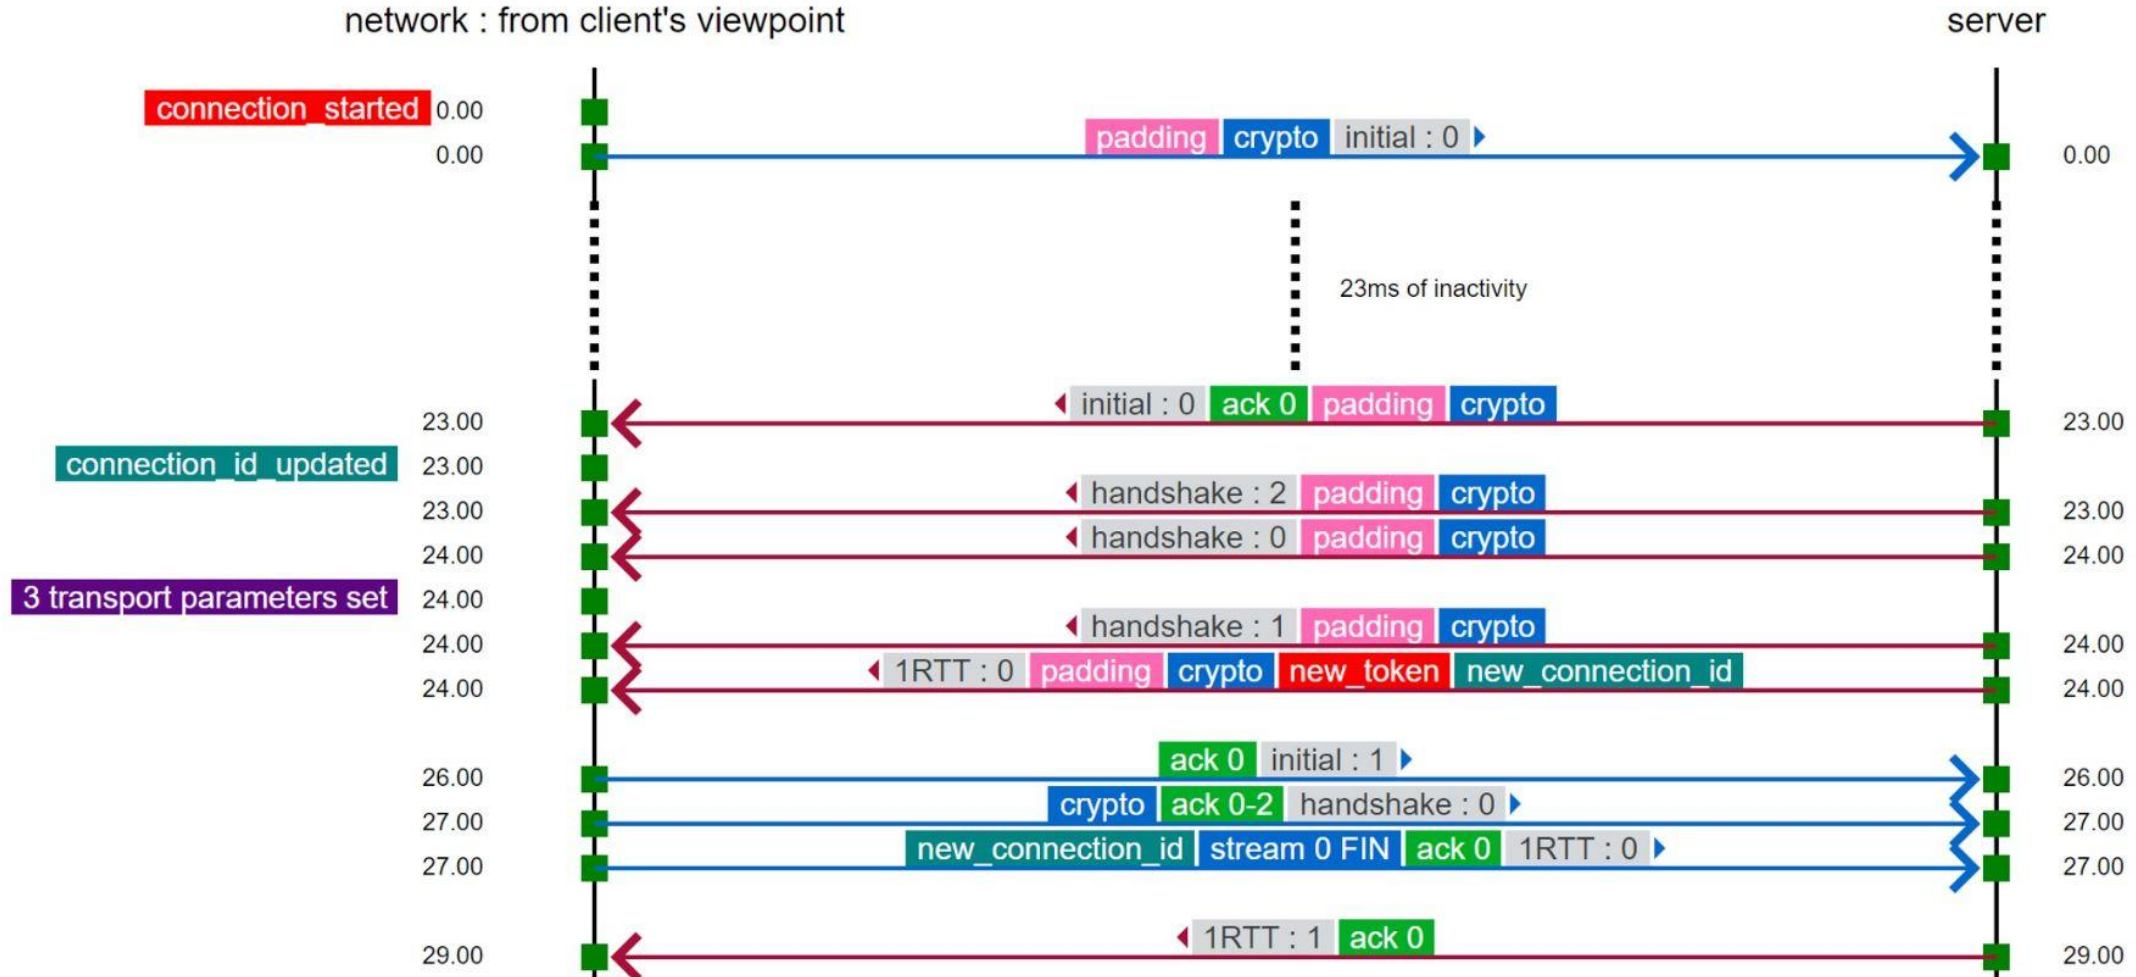 network : from client's viewpoint server
connection_started 0.00
padding crypto initial : 0
0.00 0.00
23ms of inactivity
initial : 0 ack 0 padding crypto
23.00 23.00
connection_id_updated 23.00
handshake : 2 padding crypto
23.00 23.00
handshake : 0 padding crypto
24.00 24.00
3 transport parameters set 24.00
handshake : 1 padding crypto
24.00 24.00
1RTT : 0 padding crypto new_token new_connection_id
24.00 24.00
ack 0 initial : 1
26.00 26.00
crypto ack 0-2 handshake : 0
27.00 27.00
new_connection_id stream 0 FIN ack 0 1RTT : 0
27.00 27.00
1RTT : 1 ack 0
29.00 29.00